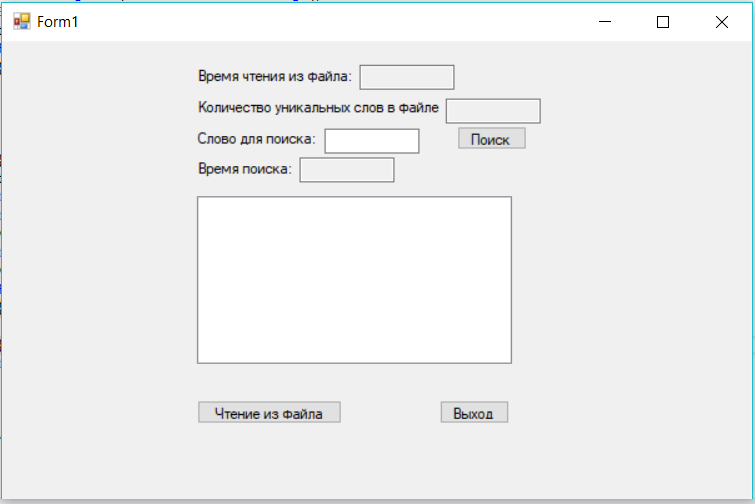 Form1
Время чтения из файла:
Количество уникальных слов в файле
Слово для поиска: Поиск
Время поиска:
Чтение из файла Выход